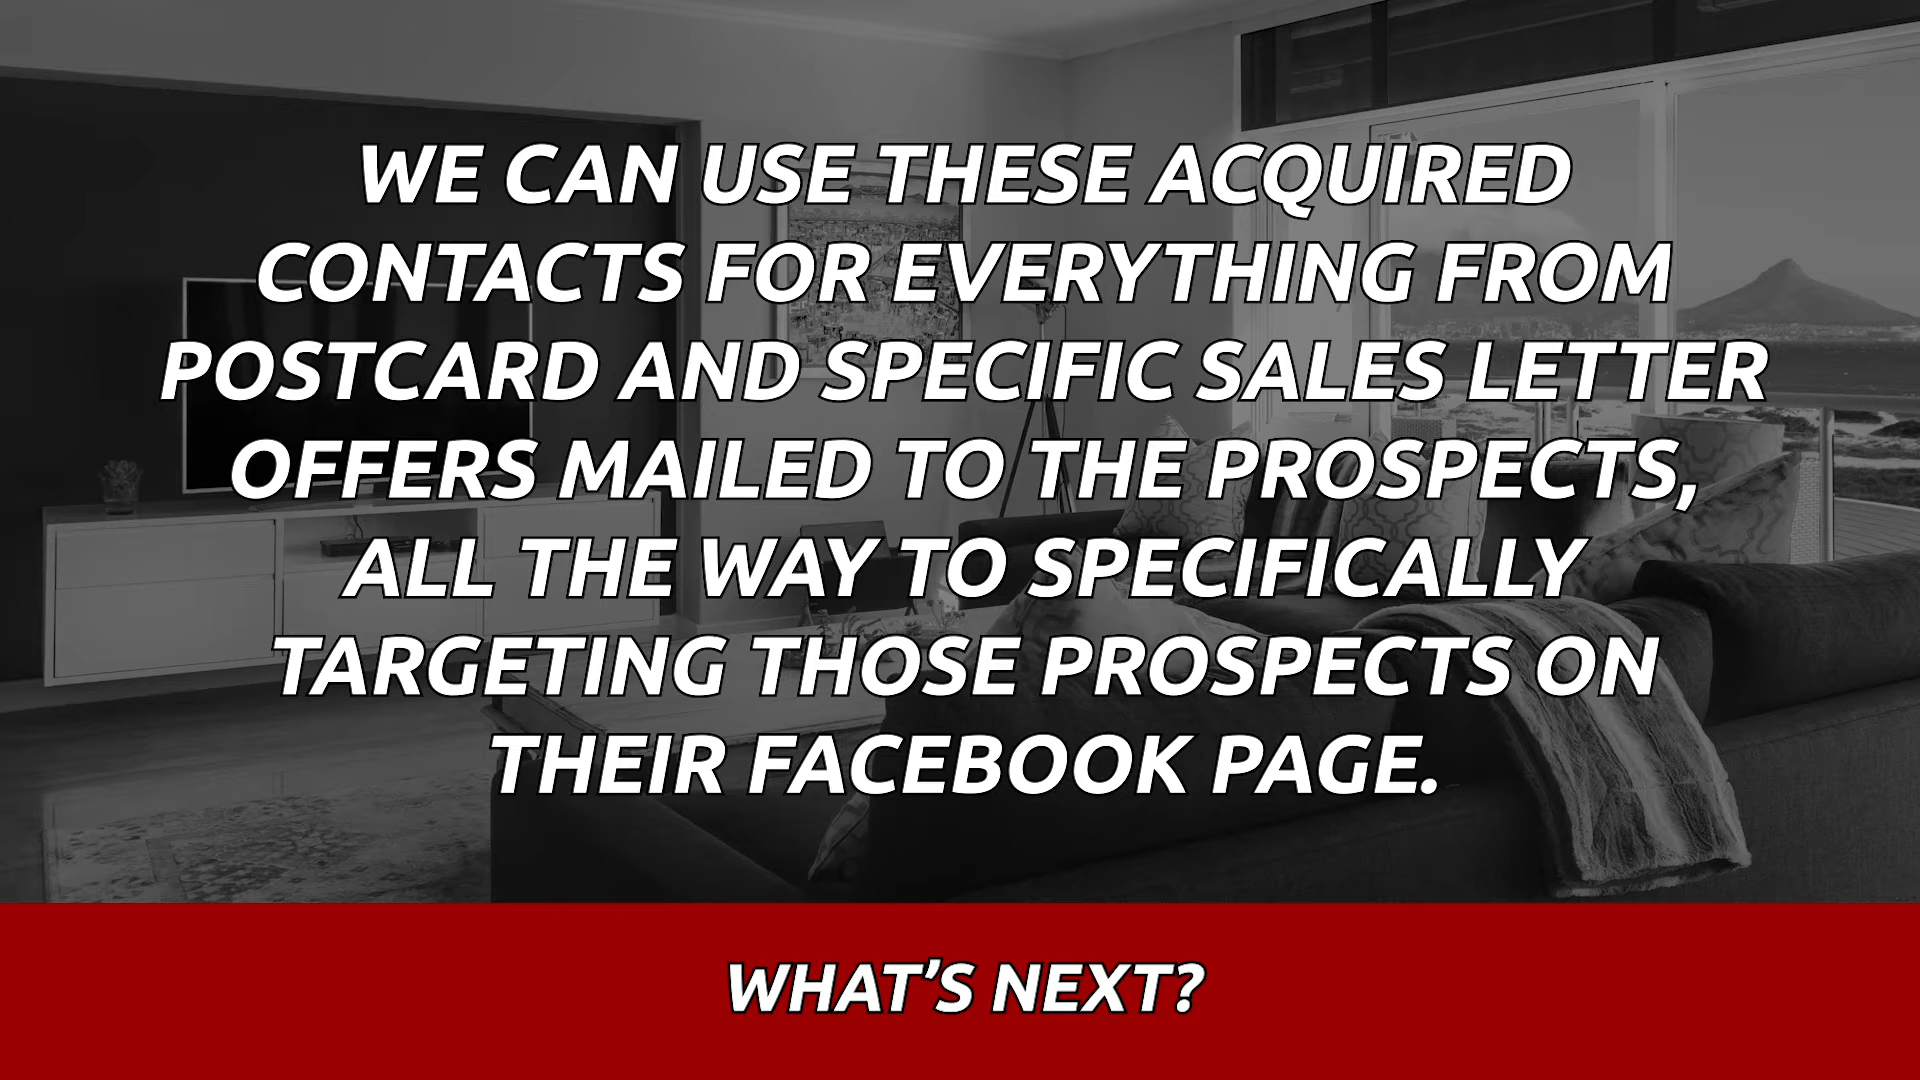 WE CAN USE THESE ACQUIRED
CONTACTS FOR EVERYTHING FROM
POSTCARD AND SPECIFIC SALES LETTER
OFFERS MAILED TO THE PROSPECTS,
ALL THE WAY TO SPECIFICALLY
TARGETING THOSE PROSPECTS ON
THEIR FACEBOOK PAGE.
WHAT’S NEXT?